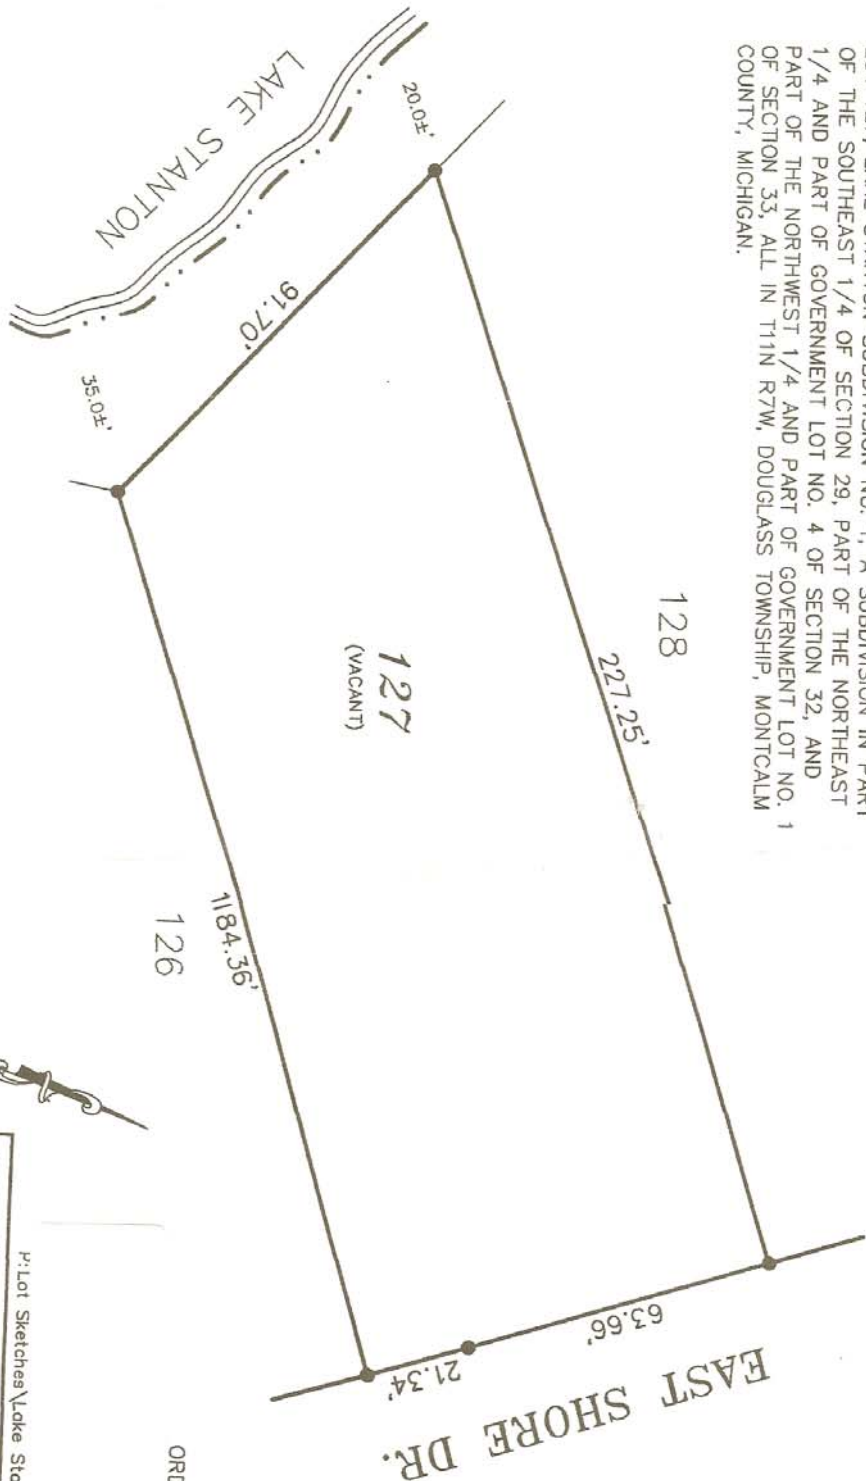 OF THE SOUTHEAST 1/4 OF SECTION 29, PART OF THE NORTHEAST
1/4 AND PART OF GOVERNMENT LOT NO. 4 OF SECTION 32, AND
PART OF THE NORTHWEST 1/4 AND PART OF GOVERNMENT LOT NO. 1
OF SECTION 33, ALL IN T11N R7W, DOUGLASS TOWNSHIP, MONTCALM
COUNTY, MICHIGAN.
LAKE STANTON
20.0±'
91.70'
35.0±'
128
227.25'
127
(VACANT)
1184.36'
126
63.66'
21.34'
EAST SHORE DR.
P:Lot Sketches\Lake Sta
ORD